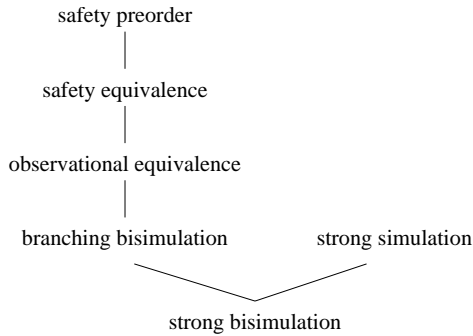 safety preorder
safety equivalence
observational equivalence
branching bisimulation
strong simulation
strong bisimulation